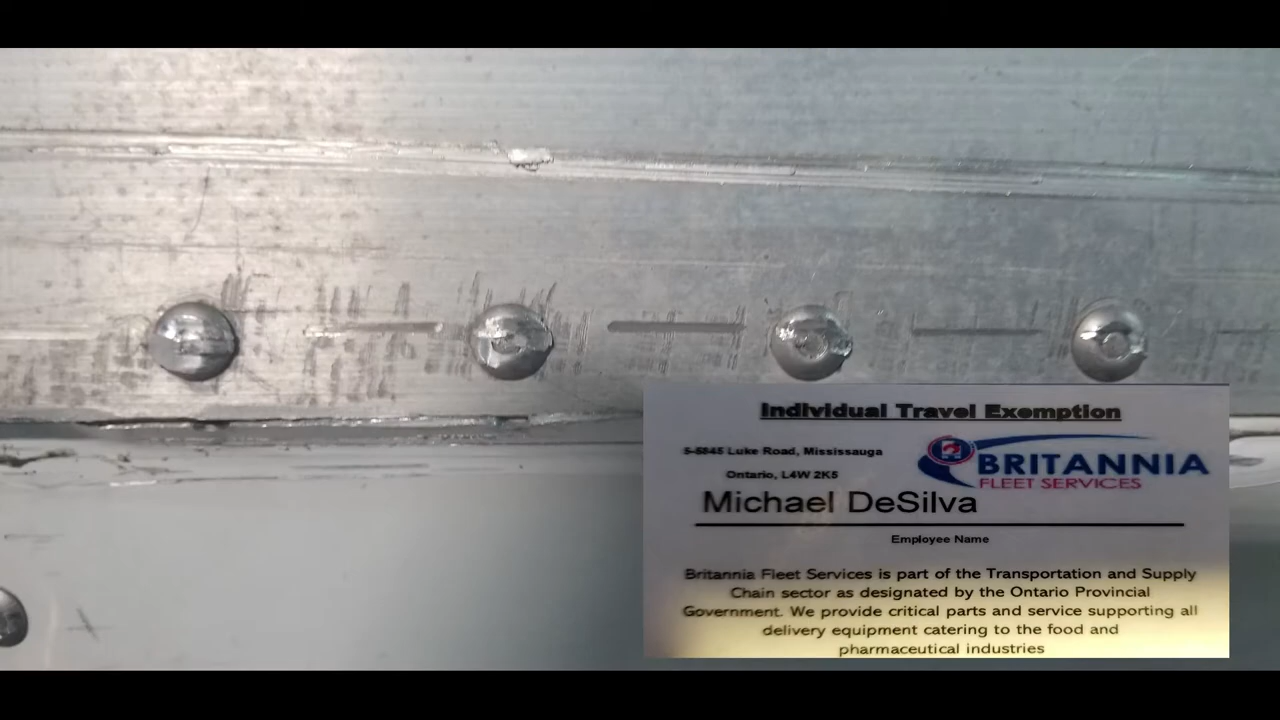 Individual Travel Exemption
5-5845 Luke Road, Mississauga
Ontario, L4W 2K5
BRITANNIA
FLEET SERVICES
Michael DeSilva
Employee Name
Britannia Fleet Services is part of the Transportation and Supply
Chain sector as designated by the Ontario Provincial
Government. We provide critical parts and service supporting all
delivery equipment catering to the food and
pharmaceutical industries